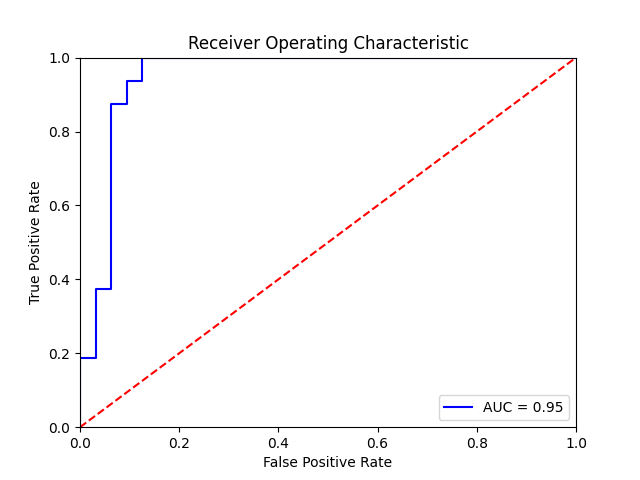 Receiver Operating Characteristic
True Positive Rate
1.0
0.8
0.6
0.4
0.2
0.0
0.0 0.2 0.4 0.6 0.8 1.0
False Positive Rate
AUC = 0.95